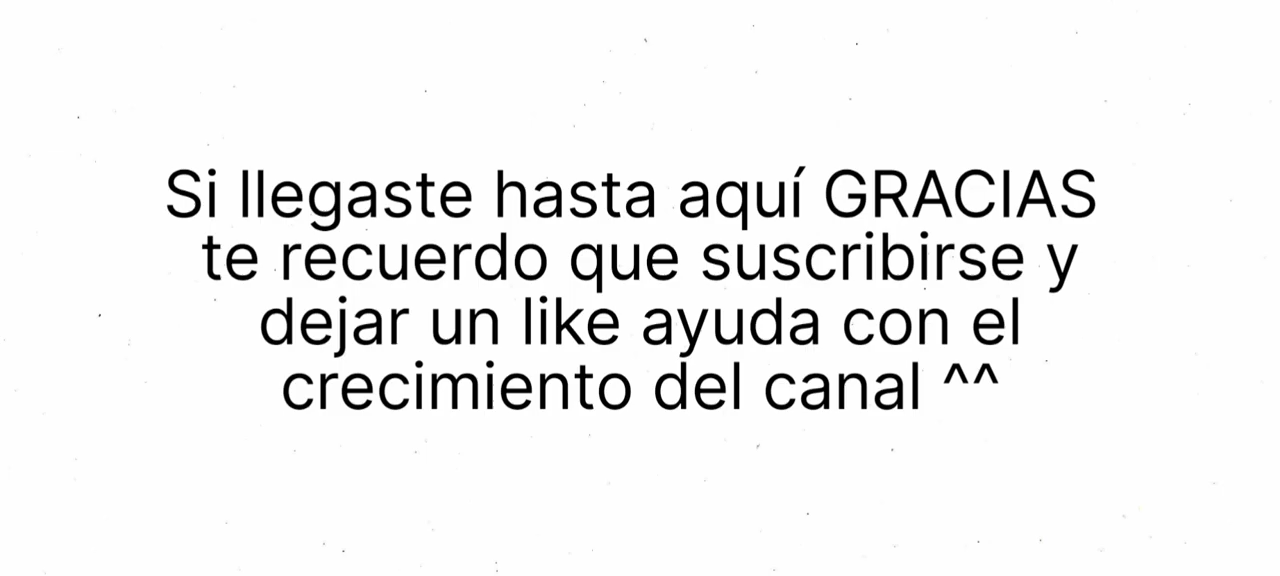 Si llegaste hasta aquí GRACIAS
te recuerdo que suscribirse y
dejar un like ayuda con el
crecimiento del canal ^^